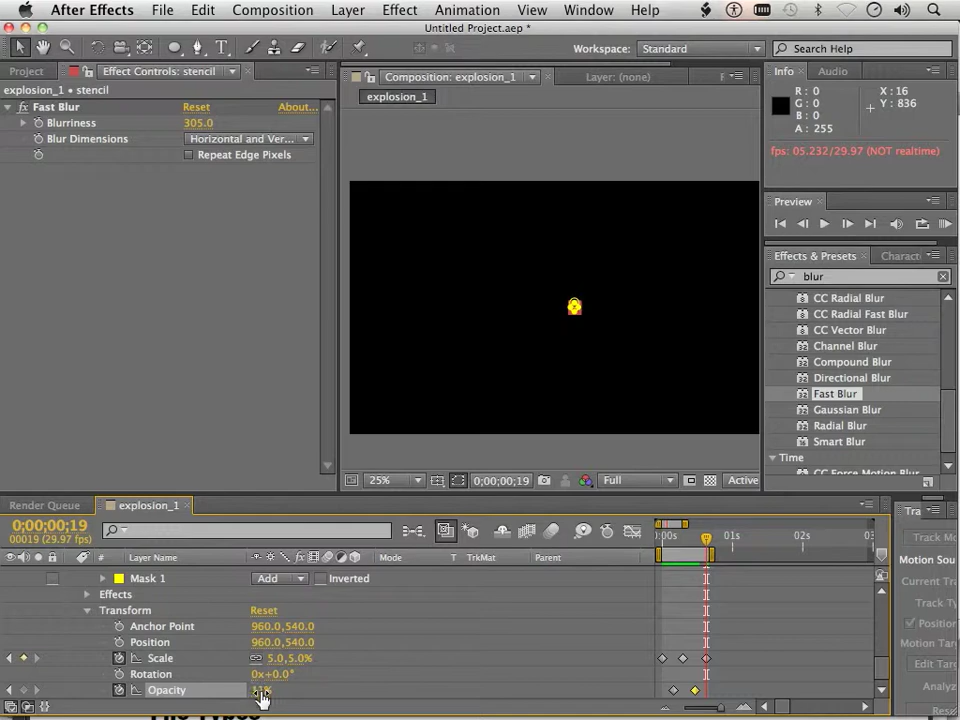 After Effects File Edit Composition Layer Effect Animation View Window Help
Untitled Project.aep *
Workspace: Standard Search Help
Project Effect Controls: stencil
explosion_1 • stencil
fx Fast Blur Reset About...
Blurriness 305.0
Blur Dimensions Horizontal and Ver...
Repeat Edge Pixels
Composition: explosion_1 Layer: (none)
explosion_1
25% 0;00;00;19 Full Active
Info Audio
R: 0 X: 16
G: 0 Y: 836
B: 0
A: 255
fps: 05.232/29.97 (NOT realtime)
Preview
Effects & Presets Characti
blur
CC Radial Blur
CC Radial Fast Blur
CC Vector Blur
Channel Blur
Compound Blur
Directional Blur
Fast Blur
Gaussian Blur
Radial Blur
Smart Blur
Time
CC Force Motion Blur
Render Queue explosion_1
0;00;00;19
00019 (29.97 fps)
# Layer Name Mode T TrkMat Parent
:00s 01s 02s 03
Mask 1 Add Inverted
Effects
Transform Reset
Anchor Point 960.0,540.0
Position 960.0,540.0
Scale 5.0,5.0%
Rotation 0x+0.0°
Opacity
Tra
Track M
Motion Sour
Current Tra
Track Ty
Position
Motion Targ
Edit Targ
Analyz
File Types